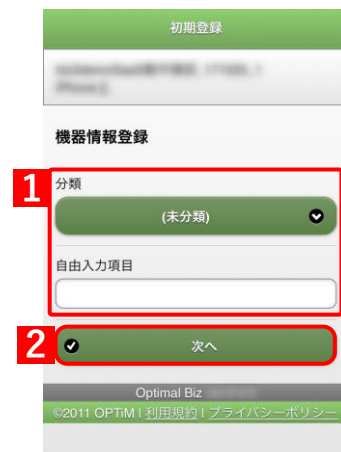 初期登録
機器情報登録
1
分類
(未分類)
自由入力項目
2
次へ
Optimal Biz
©2011 OPTiM | 利用規約 | プライバシーポリシー